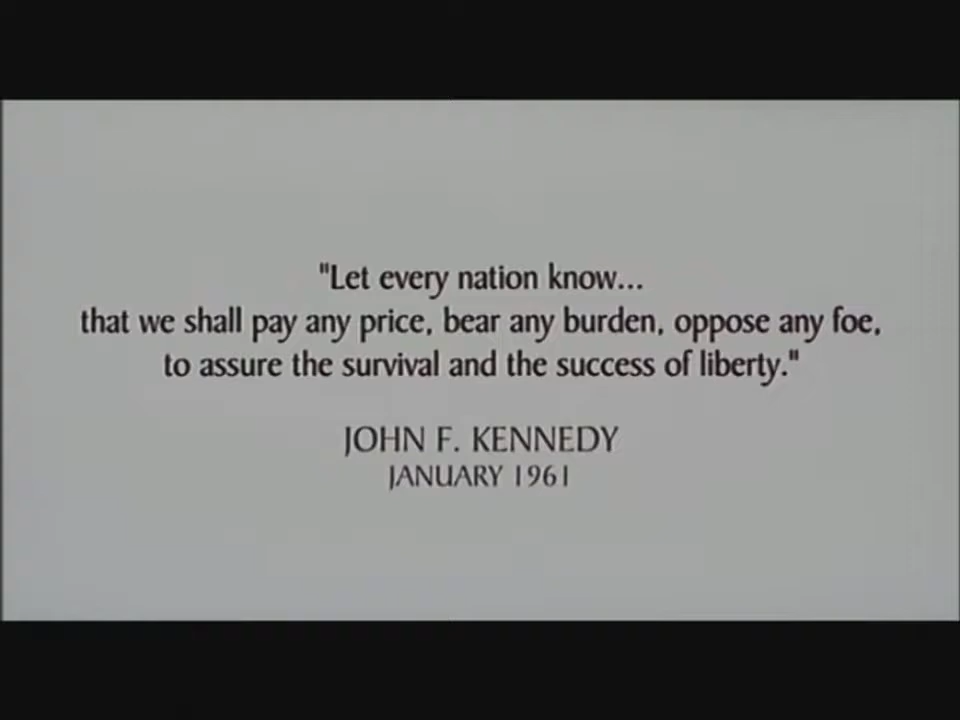 "Let every nation know...
that we shall pay any price, bear any burden, oppose any foe,
to assure the survival and the success of liberty."
JOHN F. KENNEDY
JANUARY 1961